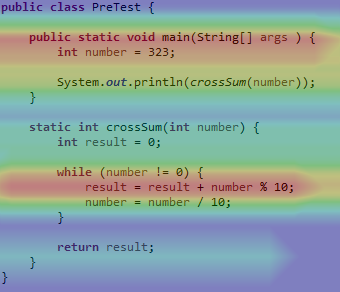 public class PreTest {
public static void main(String[] args ) {
int number = 323;
System.out.println(crossSum(number));
}
static int crossSum(int number) {
int result = 0;
while (number != 0) {
result = result + number % 10;
number = number / 10;
}
return result;
}
}